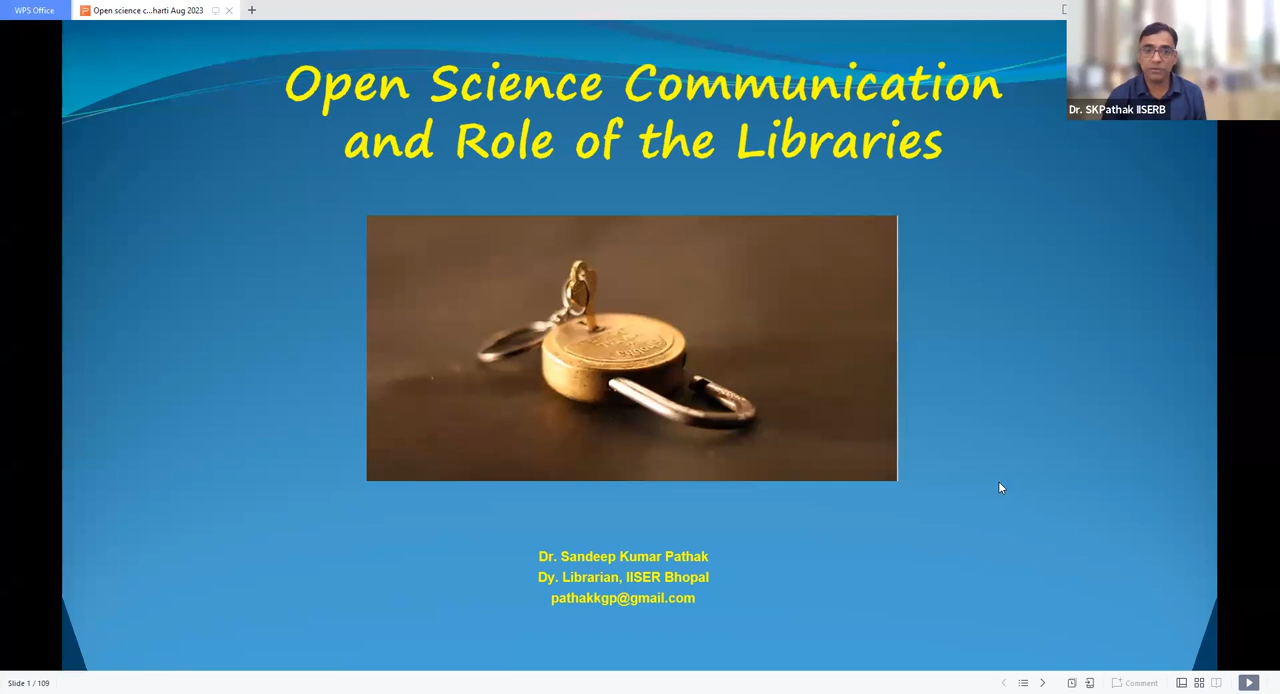 WPS Office
Open science c...harti Aug 2023
Open Science Communication
and Role of the Libraries
Dr. SKPathak IISERB
Dr. Sandeep Kumar Pathak
Dy. Librarian, IISER Bhopal
pathakkgp@gmail.com
Slide 1 / 109
Comment